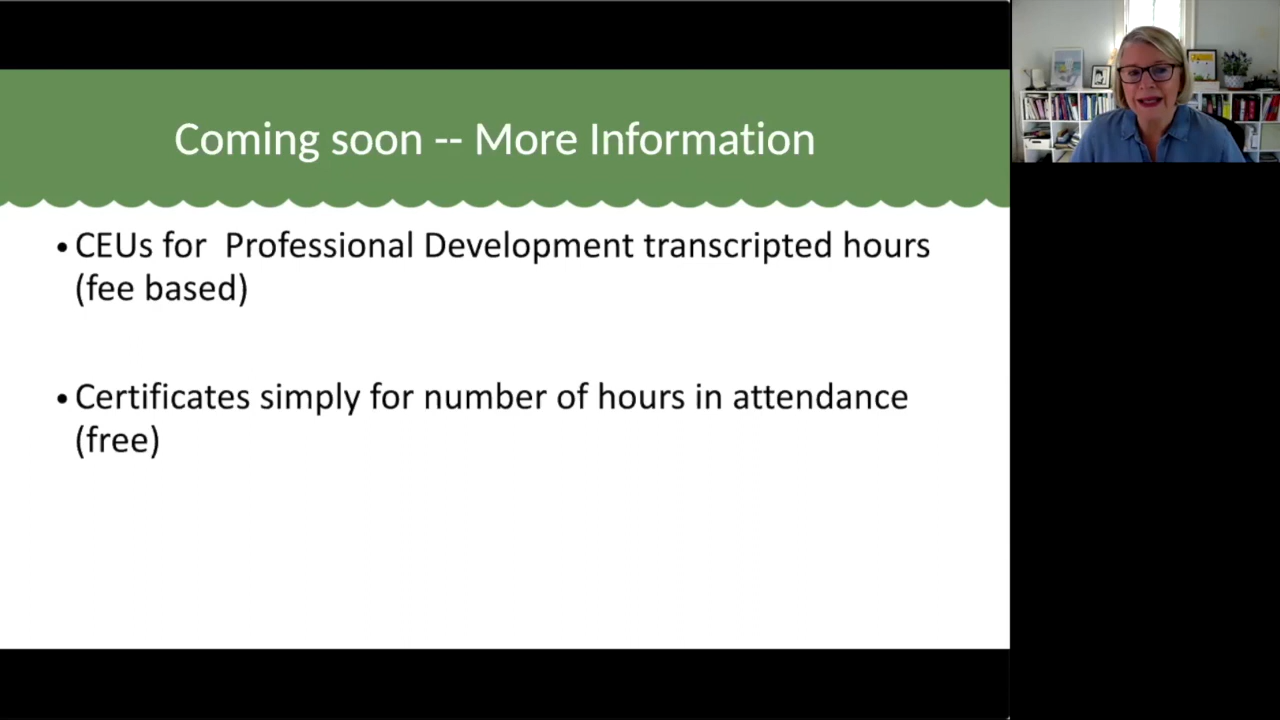 Coming soon -- More Information
• CEUs for  Professional Development transcripted hours
(fee based)
• Certificates simply for number of hours in attendance
(free)